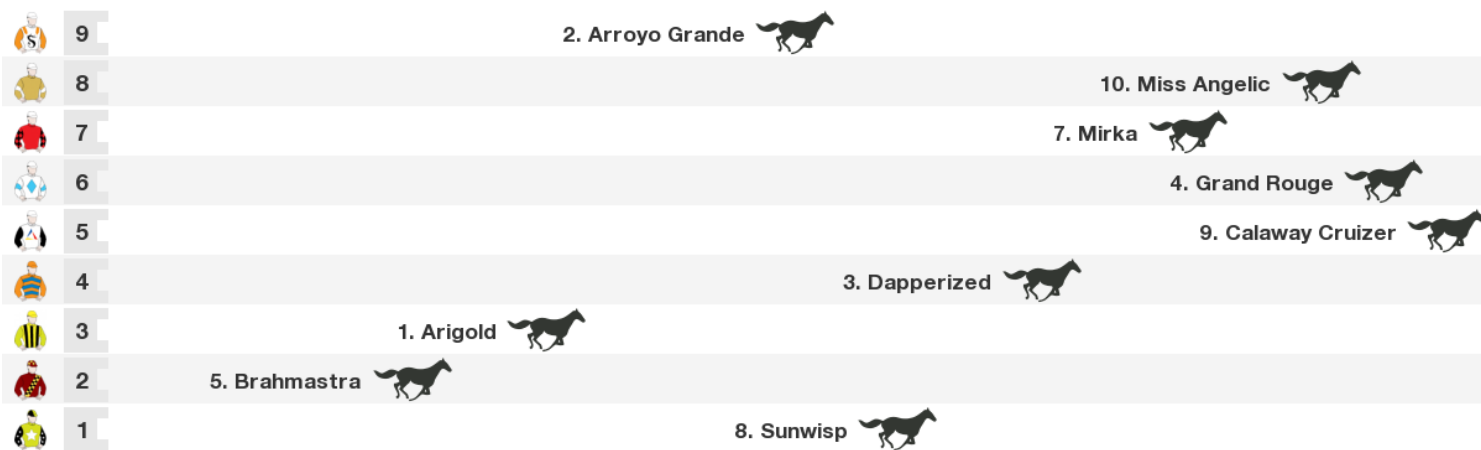 9 2. Arroyo Grande
8 10. Miss Angelic
7 7. Mirka
6 4. Grand Rouge
5 9. Calaway Cruizer
4 3. Dapperized
3 1. Arigold
2 5. Brahmastra
1 8. Sunwisp